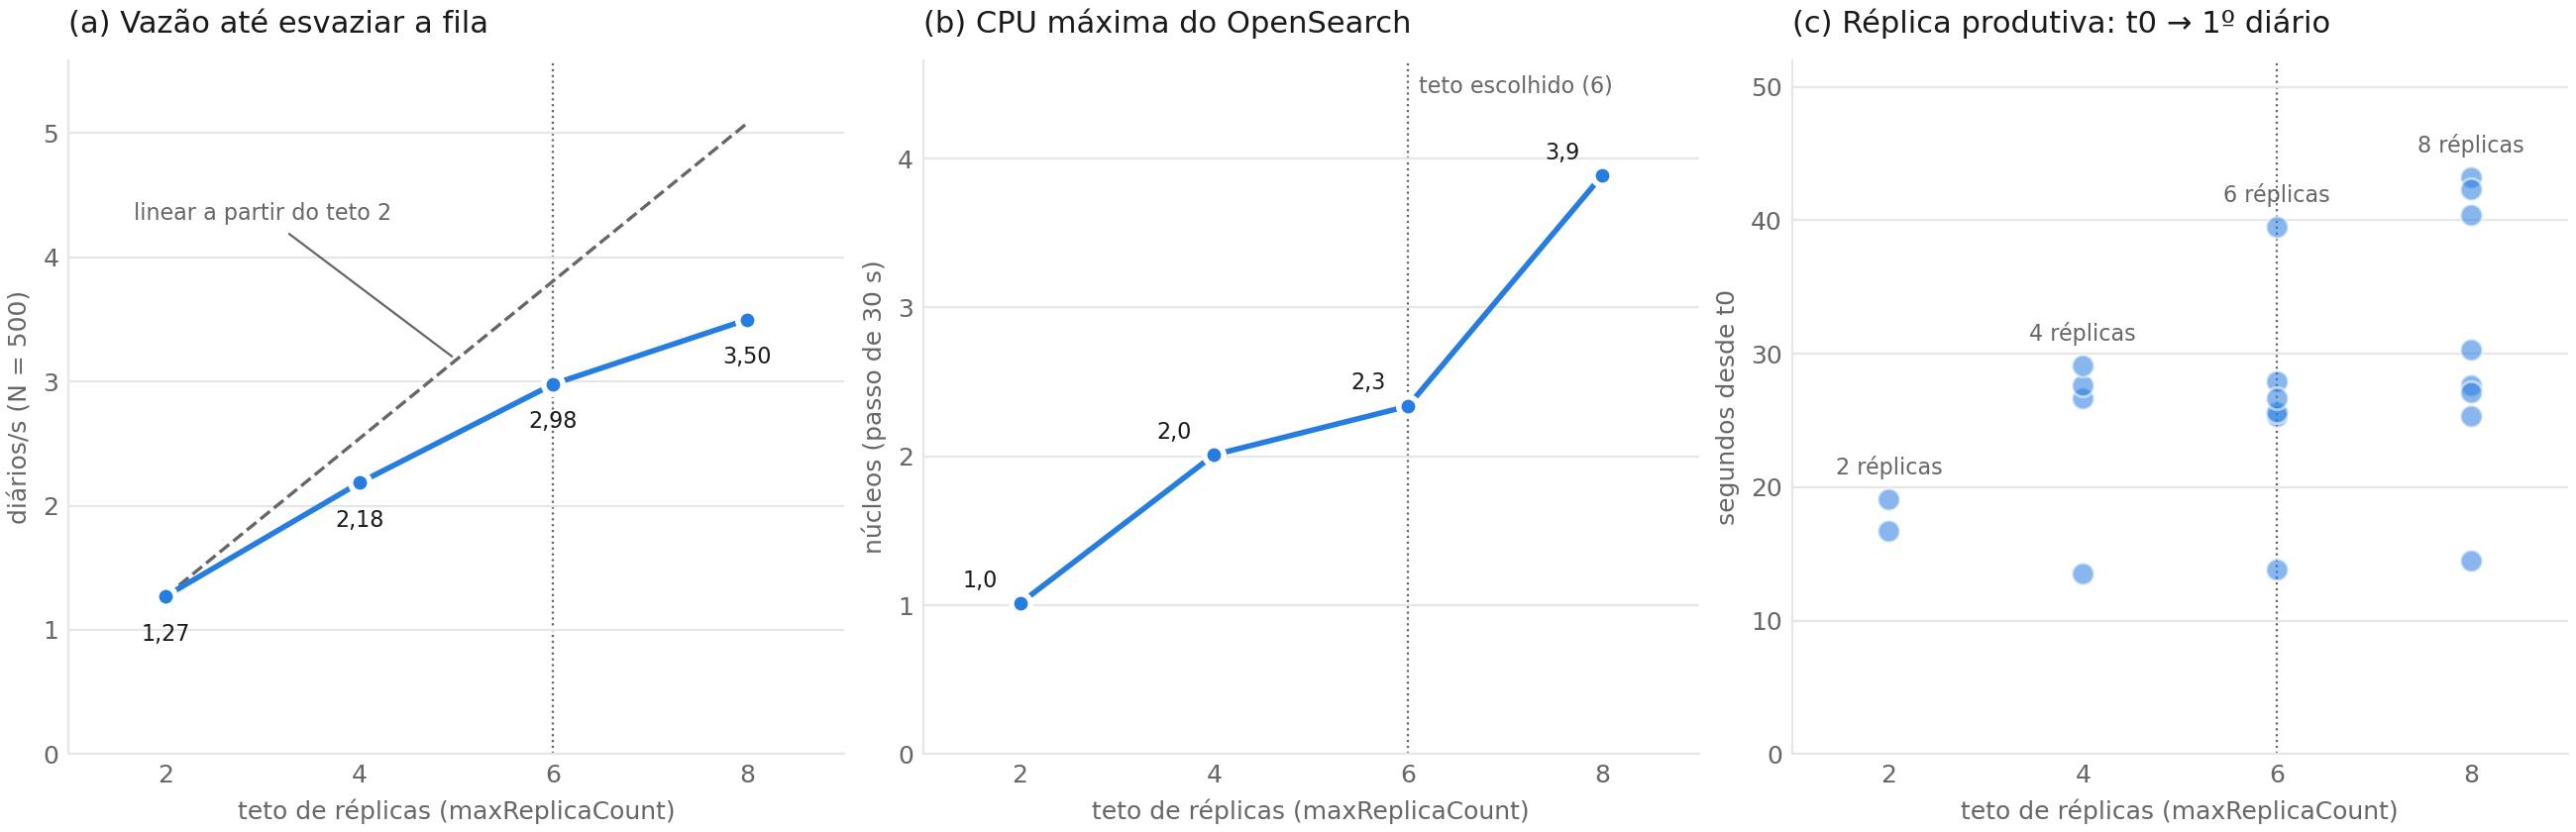 (a) Vazão até esvaziar a fila
diários/s (N = 500)
5
4
3
2
1
0
linear a partir do teto 2
1,27
2,18
2,98
3,50
2
4
6
8
teto de réplicas (maxReplicaCount)
(b) CPU máxima do OpenSearch
núcleos (passo de 30 s)
4
3
2
1
0
teto escolhido (6)
1,0
2,0
2,3
3,9
2
4
6
8
teto de réplicas (maxReplicaCount)
(c) Réplica produtiva: t0 → 1º diário
segundos desde t0
50
40
30
20
10
0
2 réplicas
4 réplicas
6 réplicas
8 réplicas
2
4
6
8
teto de réplicas (maxReplicaCount)